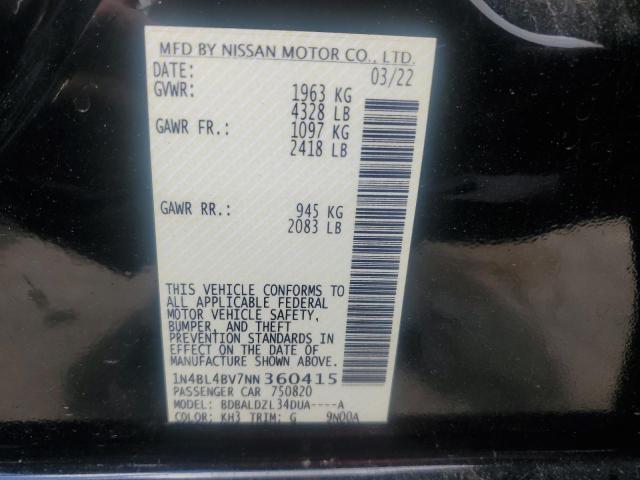 MFD BY NISSAN MOTOR CO., LTD.
DATE: 03/22
GVWR: 1963 KG
4328 LB
GAWR FR.: 1097 KG
2418 LB
GAWR RR.: 945 KG
2083 LB
THIS VEHICLE CONFORMS TO
ALL APPLICABLE FEDERAL
MOTOR VEHICLE SAFETY,
BUMPER, AND THEFT
PREVENTION STANDARDS IN
EFFECT ON THE DATE OF
MANUFACTURE SHOWN ABOVE.
1N4BL4BV7NN360415
PASSENGER CAR 750820
MODEL: BDBALDZL34DUA----A
COLOR: KH3 TRIM: G 9N00A